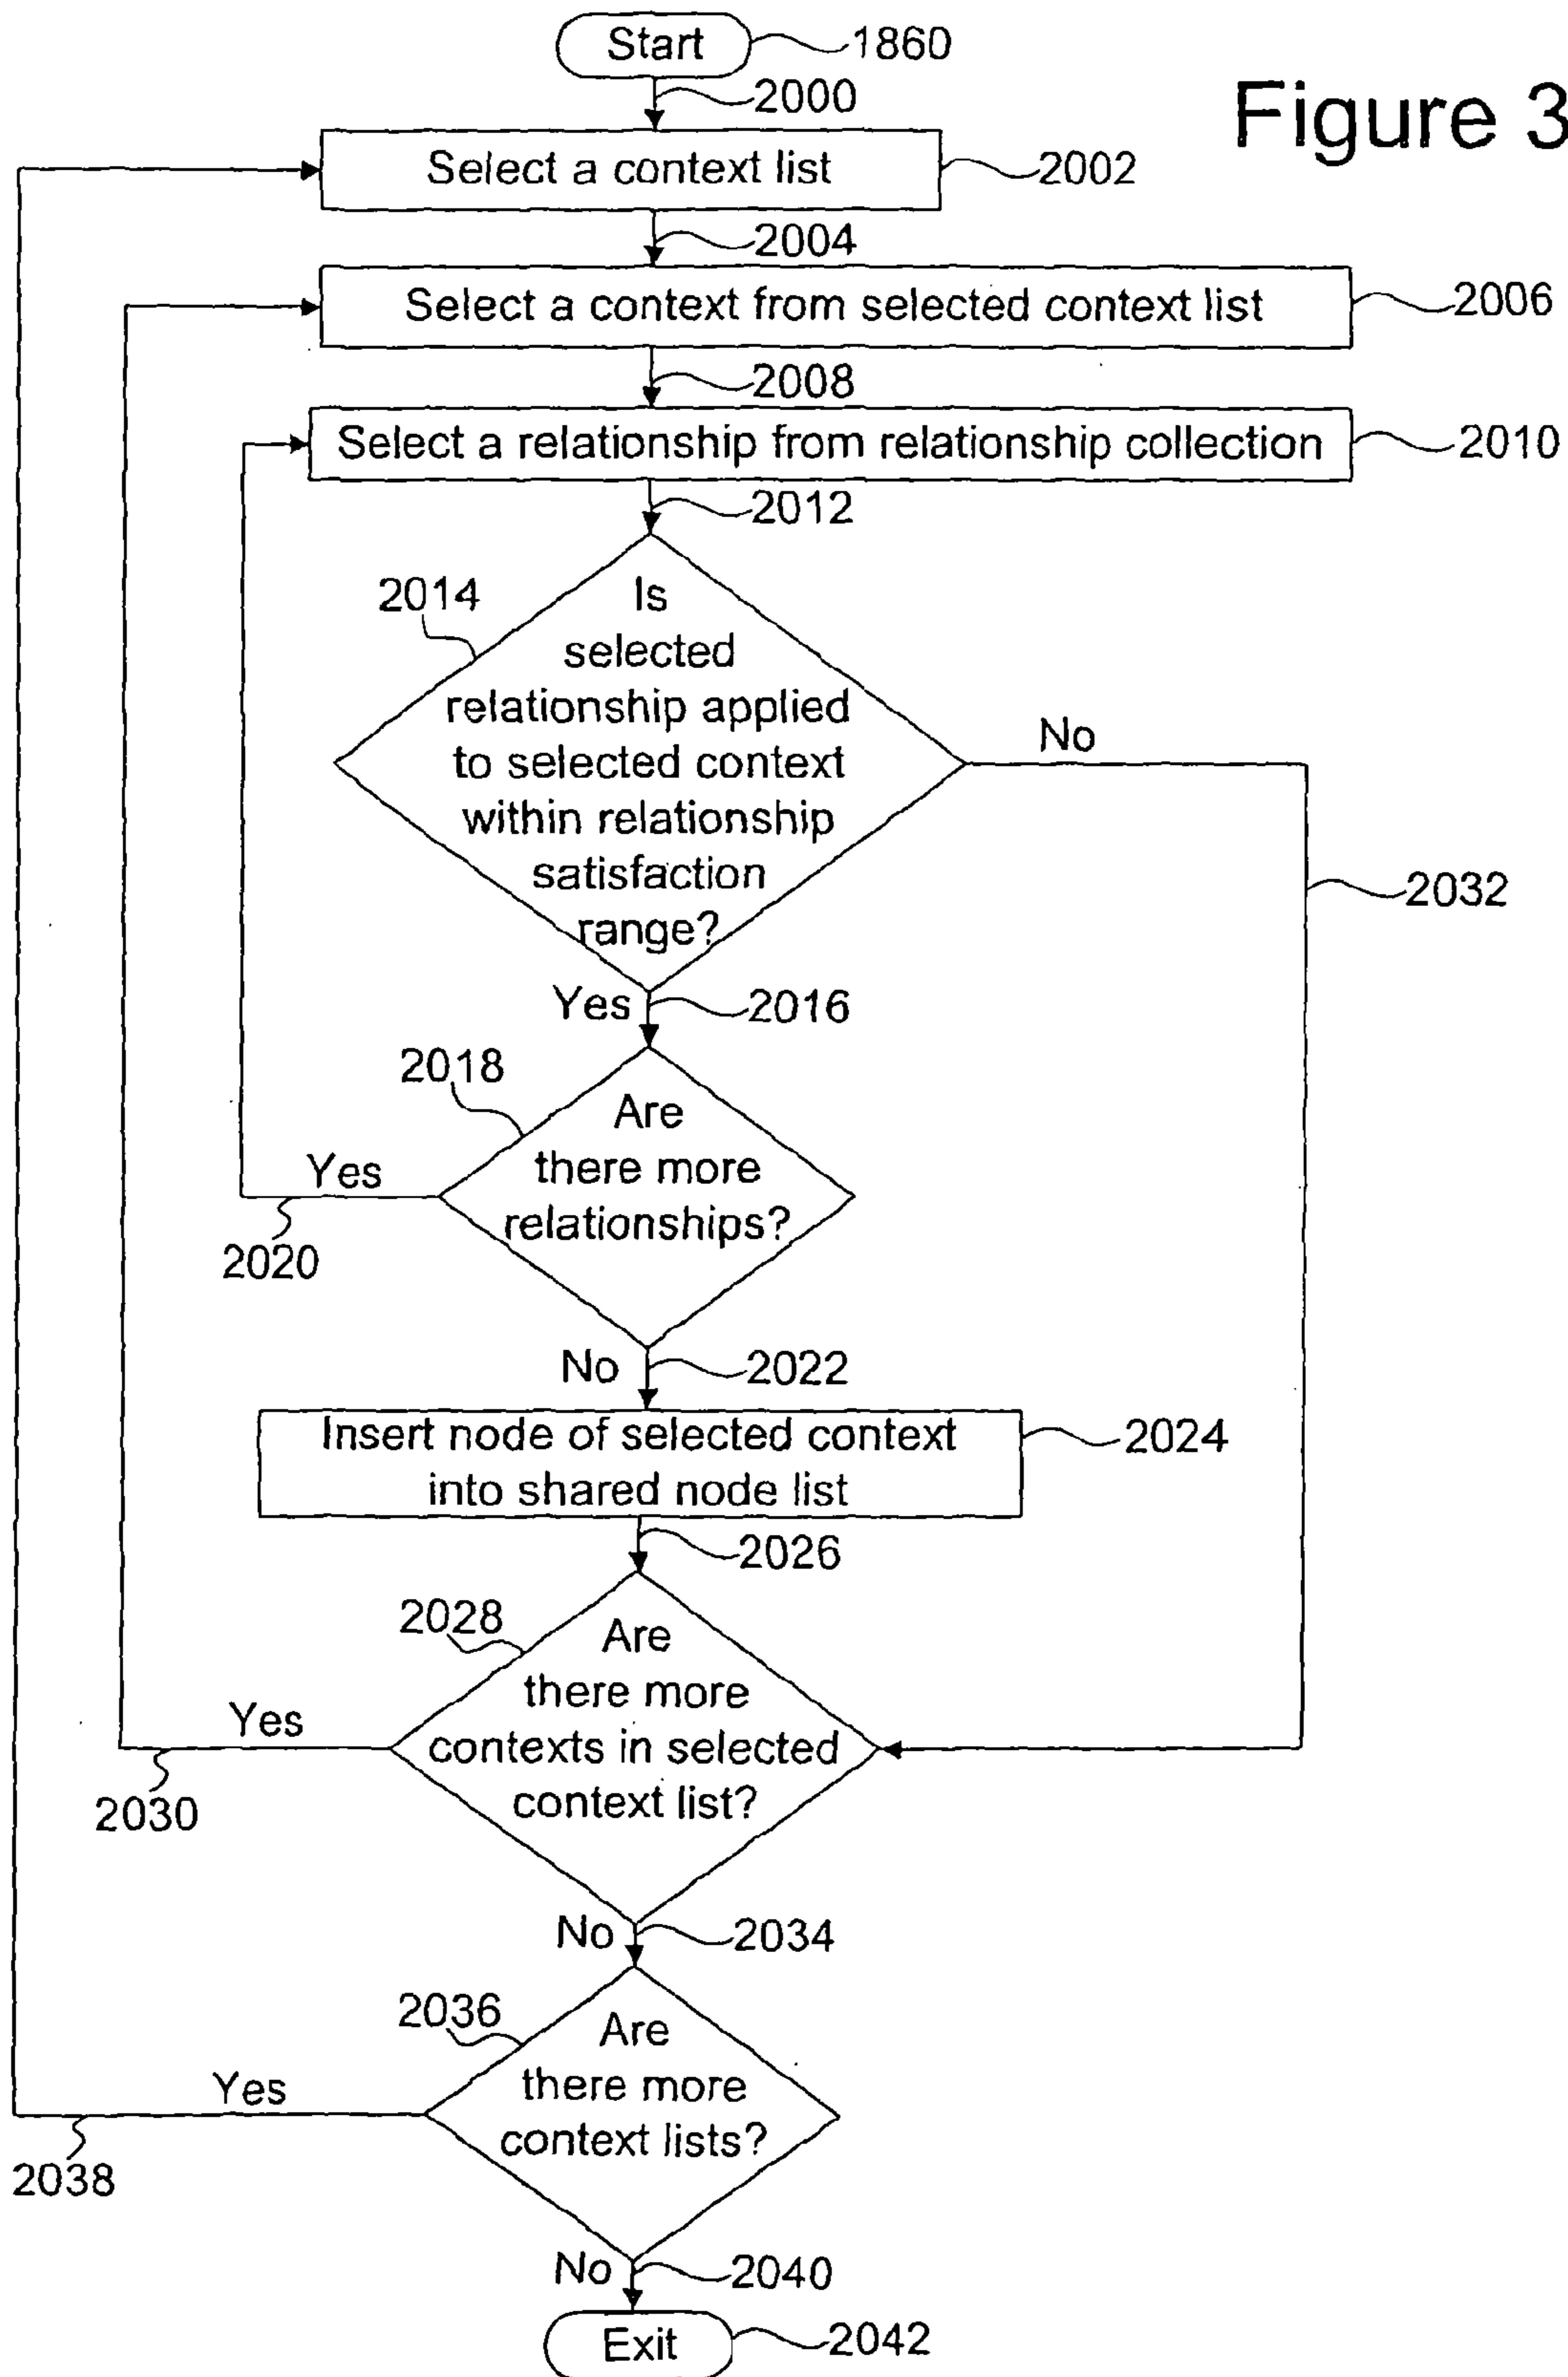 Start
1860
2000
Figure 3
Select a context list
2002
2004
Select a context from selected context list
2006
2008
Select a relationship from relationship collection
2010
2012
2014
Is
selected
relationship applied
to selected context
within relationship
satisfaction
range?
No
2032
Yes
2016
2018
Are
there more
relationships?
Yes
2020
No
2022
Insert node of selected context
into shared node list
2024
2026
2028
Are
there more
contexts in selected
context list?
Yes
2030
No
2034
2036
Are
there more
context lists?
Yes
2038
No
2040
Exit
2042